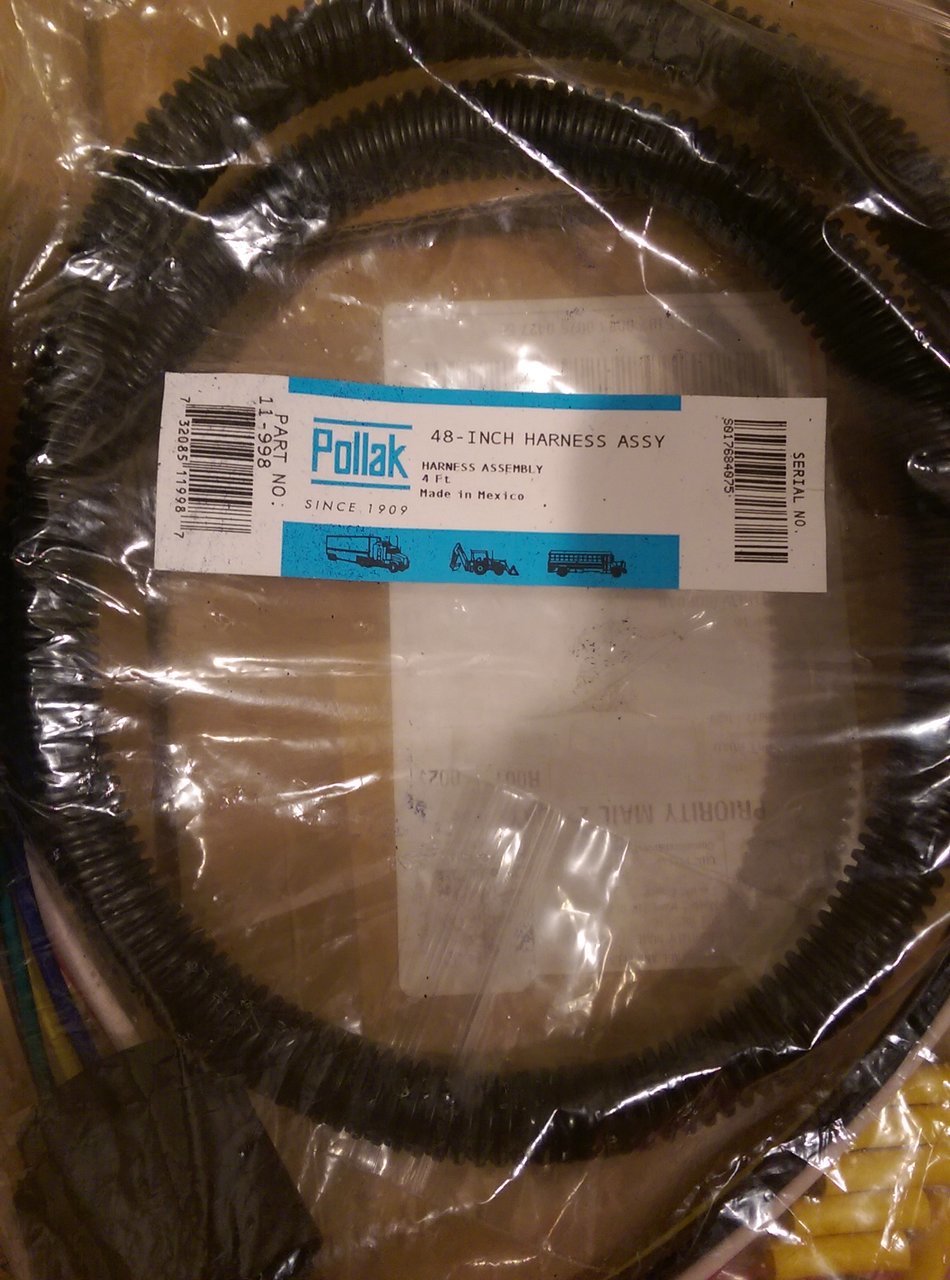 PART NO.
11-998
7 32085 11998 7
Pollak
SINCE 1909
48-INCH HARNESS ASSY
HARNESS ASSEMBLY
4 Ft
Made in Mexico
SERIAL NO.
S017684075
PRIORITY MAIL